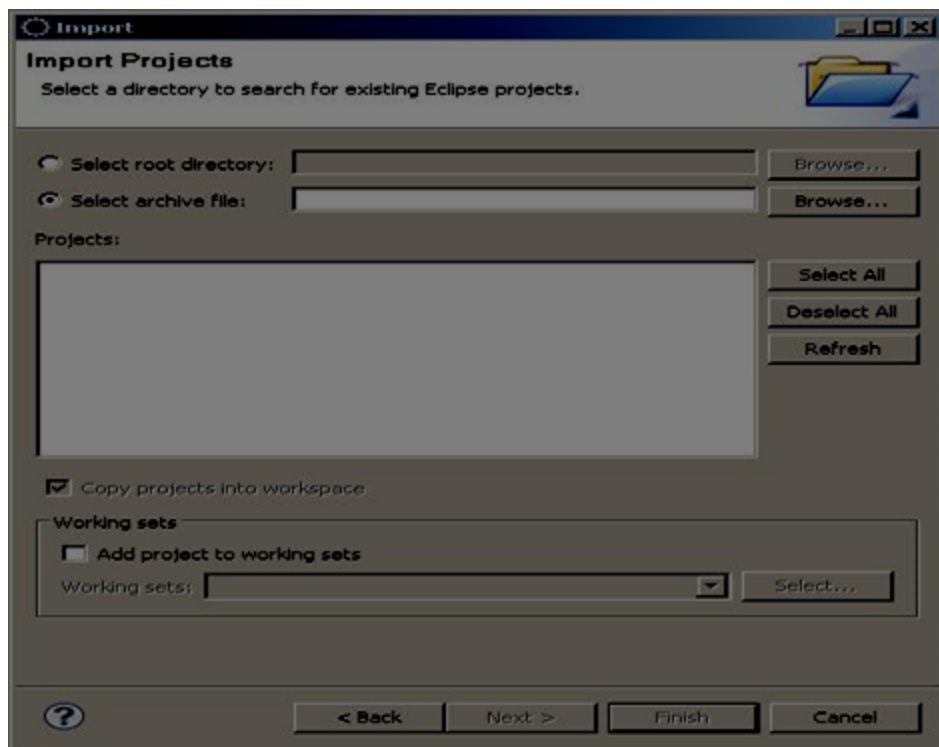 Import
Import Projects
Select a directory to search for existing Eclipse projects.
Select root directory: Browse...
Select archive file: Browse...
Projects:
Select All
Deselect All
Refresh
Copy projects into workspace
Working sets
Add project to working sets
Working sets: Select...
? < Back Next > Finish Cancel